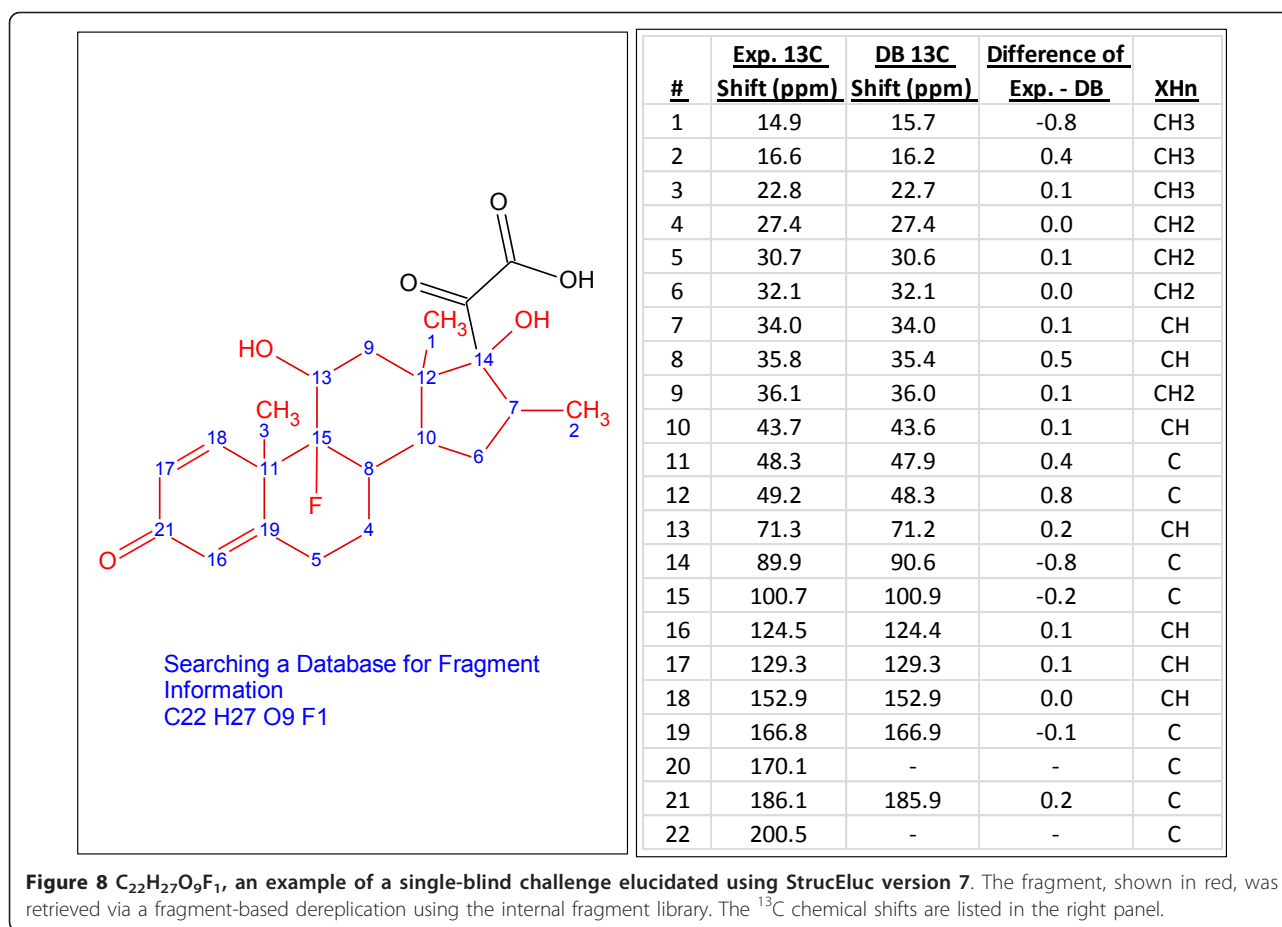 O
O
OH
CH3
1
OH
HO
9
13
12
14
CH3
3
7
CH3
2
18
15
10
6
17
11
8
F
21
19
4
O
16
5
Searching a Database for Fragment
Information
C22 H27 O9 F1
Exp. 13C DB 13C Difference of
# Shift (ppm) Shift (ppm) Exp. - DB XHn
1 14.9 15.7 -0.8 CH3
2 16.6 16.2 0.4 CH3
3 22.8 22.7 0.1 CH3
4 27.4 27.4 0.0 CH2
5 30.7 30.6 0.1 CH2
6 32.1 32.1 0.0 CH2
7 34.0 34.0 0.1 CH
8 35.8 35.4 0.5 CH
9 36.1 36.0 0.1 CH2
10 43.7 43.6 0.1 CH
11 48.3 47.9 0.4 C
12 49.2 48.3 0.8 C
13 71.3 71.2 0.2 CH
14 89.9 90.6 -0.8 C
15 100.7 100.9 -0.2 C
16 124.5 124.4 0.1 CH
17 129.3 129.3 0.1 CH
18 152.9 152.9 0.0 CH
19 166.8 166.9 -0.1 C
20 170.1 - - C
21 186.1 185.9 0.2 C
22 200.5 - - C
Figure 8 C₂₂H₂₇O₉F₁, an example of a single-blind challenge elucidated using StrucEluc version 7. The fragment, shown in red, was
retrieved via a fragment-based dereplication using the internal fragment library. The ¹³C chemical shifts are listed in the right panel.